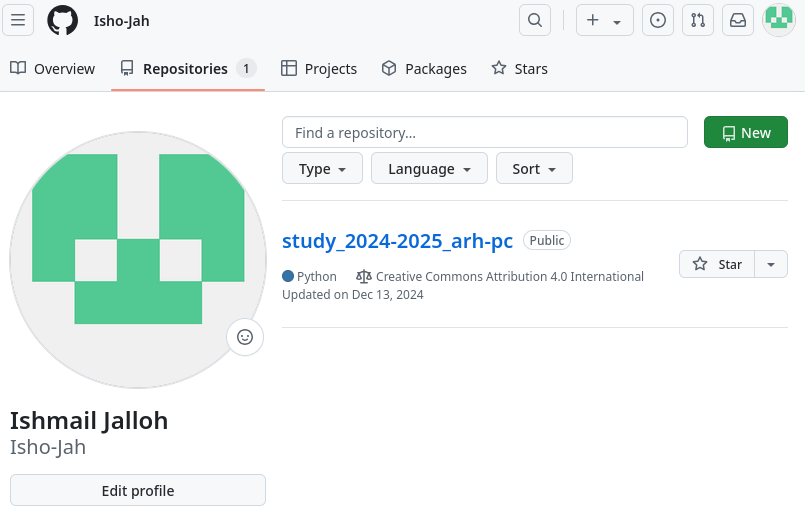 Isho-Jah
Overview Repositories 1 Projects Packages Stars
Find a repository… New
Type Language Sort
study_2024-2025_arh-pc Public
Star
Python Creative Commons Attribution 4.0 International
Updated on Dec 13, 2024
Ishmail Jalloh
Isho-Jah
Edit profile